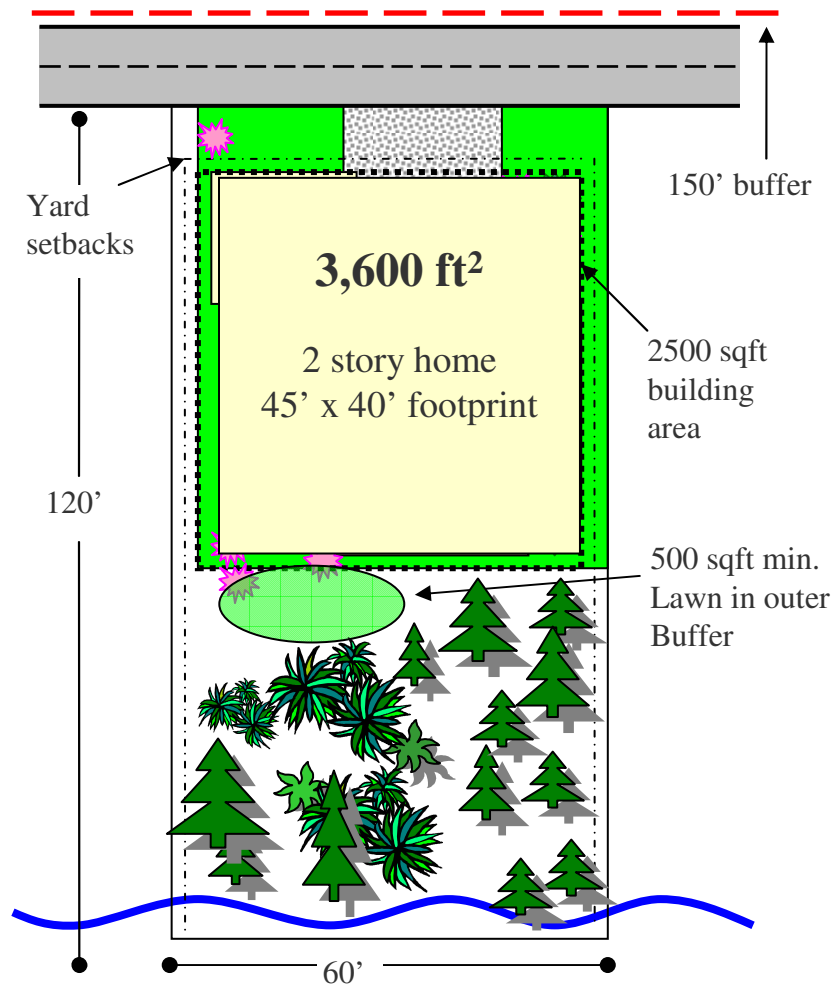 150’ buffer
Yard
setbacks
3,600 ft²
2 story home
45’ x 40’ footprint
2500 sqft
building
area
120’
500 sqft min.
Lawn in outer
Buffer
60’